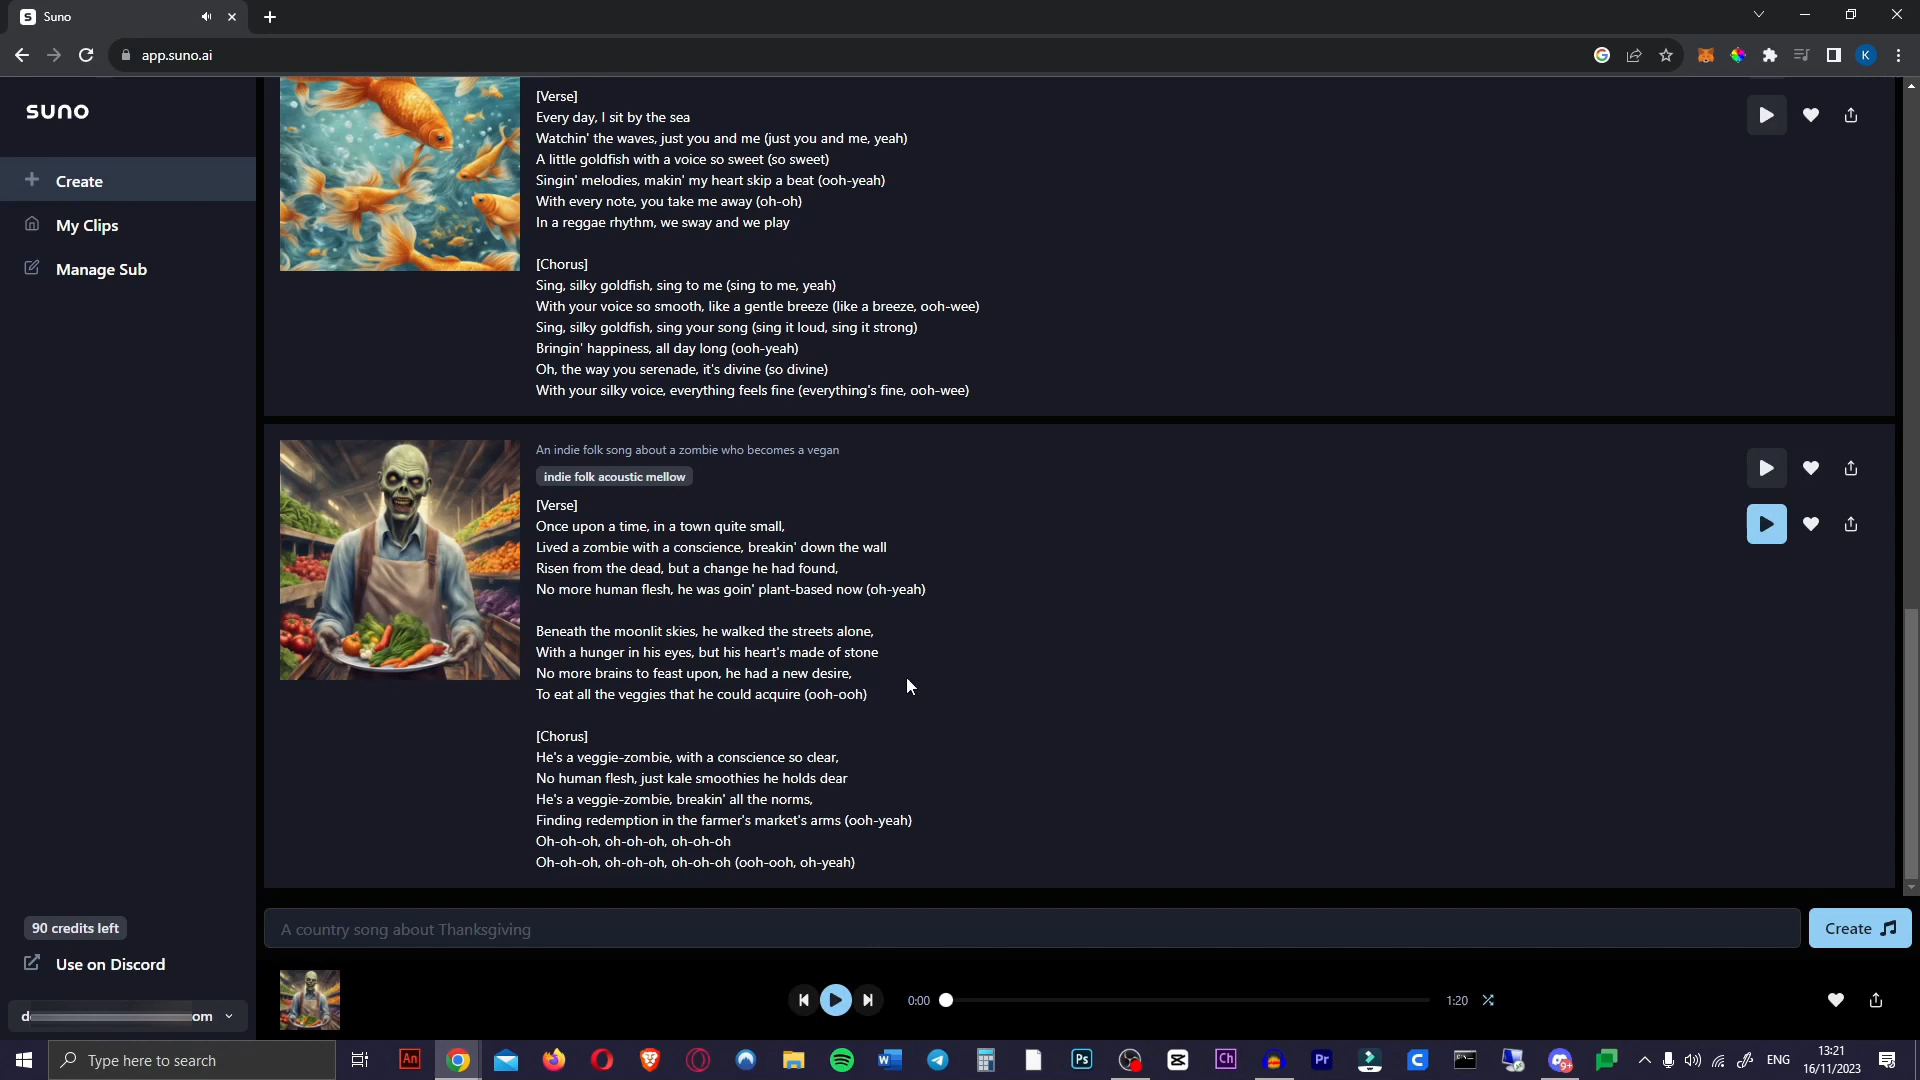 Suno
app.suno.ai
K
suno
Create
My Clips
Manage Sub
[Verse]
Every day, I sit by the sea
Watchin' the waves, just you and me (just you and me, yeah)
A little goldfish with a voice so sweet (so sweet)
Singin' melodies, makin' my heart skip a beat (ooh-yeah)
With every note, you take me away (oh-oh)
In a reggae rhythm, we sway and we play
[Chorus]
Sing, silky goldfish, sing to me (sing to me, yeah)
With your voice so smooth, like a gentle breeze (like a breeze, ooh-wee)
Sing, silky goldfish, sing your song (sing it loud, sing it strong)
Bringin' happiness, all day long (ooh-yeah)
Oh, the way you serenade, it's divine (so divine)
With your silky voice, everything feels fine (everything's fine, ooh-wee)
An indie folk song about a zombie who becomes a vegan
indie folk acoustic mellow
[Verse]
Once upon a time, in a town quite small,
Lived a zombie with a conscience, breakin' down the wall
Risen from the dead, but a change he had found,
No more human flesh, he was goin' plant-based now (oh-yeah)
Beneath the moonlit skies, he walked the streets alone,
With a hunger in his eyes, but his heart's made of stone
No more brains to feast upon, he had a new desire,
To eat all the veggies that he could acquire (ooh-ooh)
[Chorus]
He's a veggie-zombie, with a conscience so clear,
No human flesh, just kale smoothies he holds dear
He's a veggie-zombie, breakin' all the norms,
Finding redemption in the farmer's market's arms (ooh-yeah)
Oh-oh-oh, oh-oh-oh, oh-oh-oh
Oh-oh-oh, oh-oh-oh, oh-oh-oh (ooh-ooh, oh-yeah)
90 credits left
Use on Discord
om
A country song about Thanksgiving
Create
0:00
1:20
Type here to search
An
Ps
Ch
Pr
9+
ENG
13:21
16/11/2023